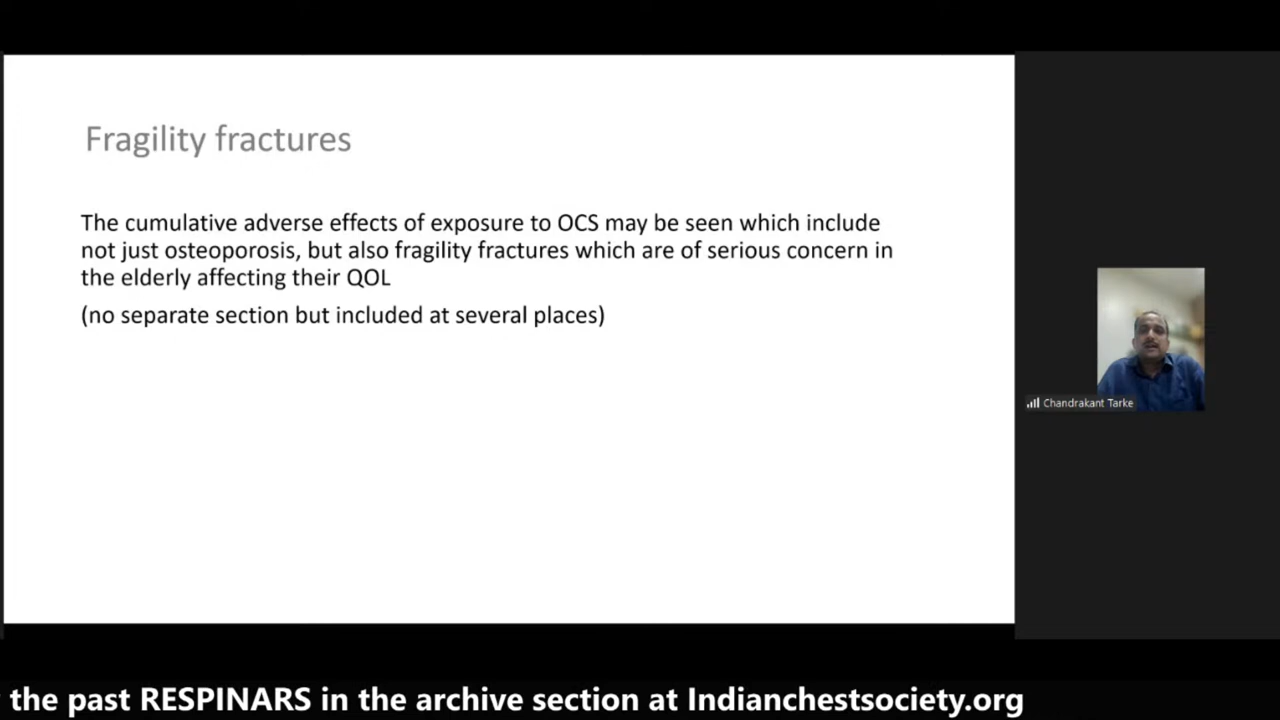 Fragility fractures
The cumulative adverse effects of exposure to OCS may be seen which include
not just osteoporosis, but also fragility fractures which are of serious concern in
the elderly affecting their QOL
(no separate section but included at several places)
Chandrakant Tarke
the past RESPINARS in the archive section at Indianchestsociety.org